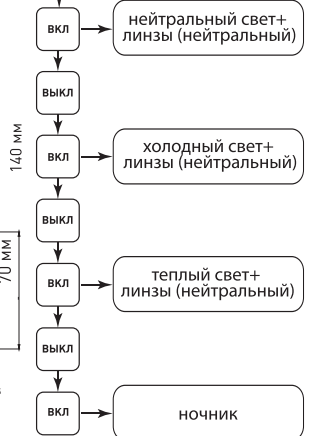 ВКЛ
нейтральный свет+
линзы (нейтральный)
ВЫКЛ
140 мм
ВКЛ
холодный свет+
линзы (нейтральный)
ВЫКЛ
70 мм
ВКЛ
теплый свет+
линзы (нейтральный)
ВЫКЛ
ВКЛ
ночник